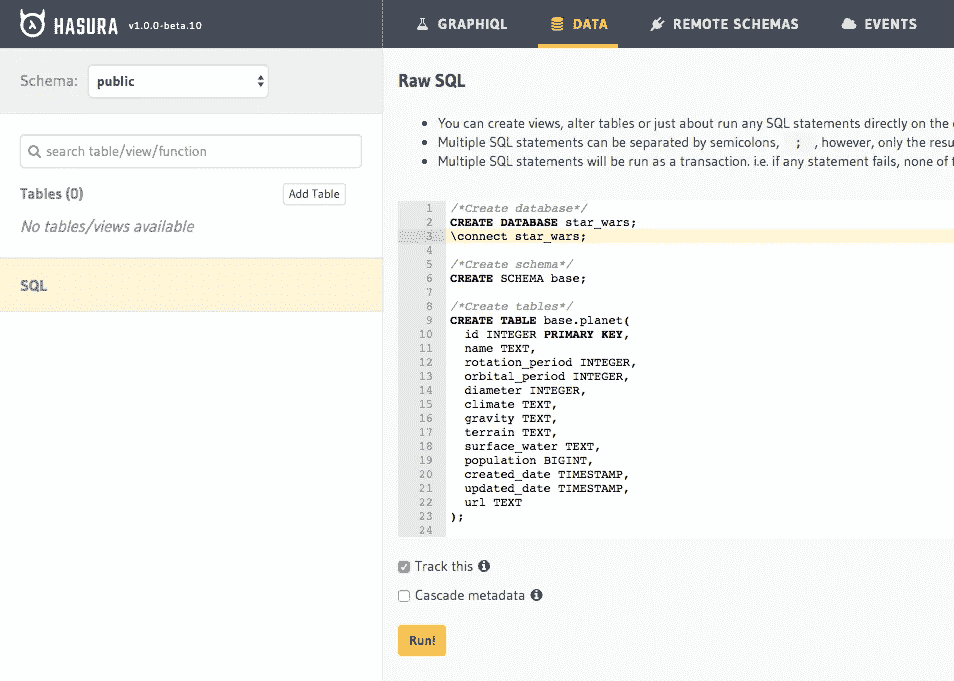 HASURA v1.0.0-beta.10
GRAPHIQL DATA REMOTE SCHEMAS EVENTS
Schema: public
search table/view/function
Tables (0) Add Table
No tables/views available
SQL
Raw SQL
You can create views, alter tables or just about run any SQL statements directly on the
Multiple SQL statements can be separated by semicolons, ; , however, only the
Multiple SQL statements will be run as a transaction. i.e. if any statement fails, none of
1 /*Create database*/
2 CREATE DATABASE star_wars;
3 \connect star_wars;
4
5 /*Create schema*/
6 CREATE SCHEMA base;
7
8 /*Create tables*/
9 CREATE TABLE base.planet(
10 id INTEGER PRIMARY KEY,
11 name TEXT,
12 rotation_period INTEGER,
13 orbital_period INTEGER,
14 diameter INTEGER,
15 climate TEXT,
16 gravity TEXT,
17 terrain TEXT,
18 surface_water TEXT,
19 population BIGINT,
20 created_date TIMESTAMP,
21 updated_date TIMESTAMP,
22 url TEXT
23 );
24
Track this
Cascade metadata
Run!